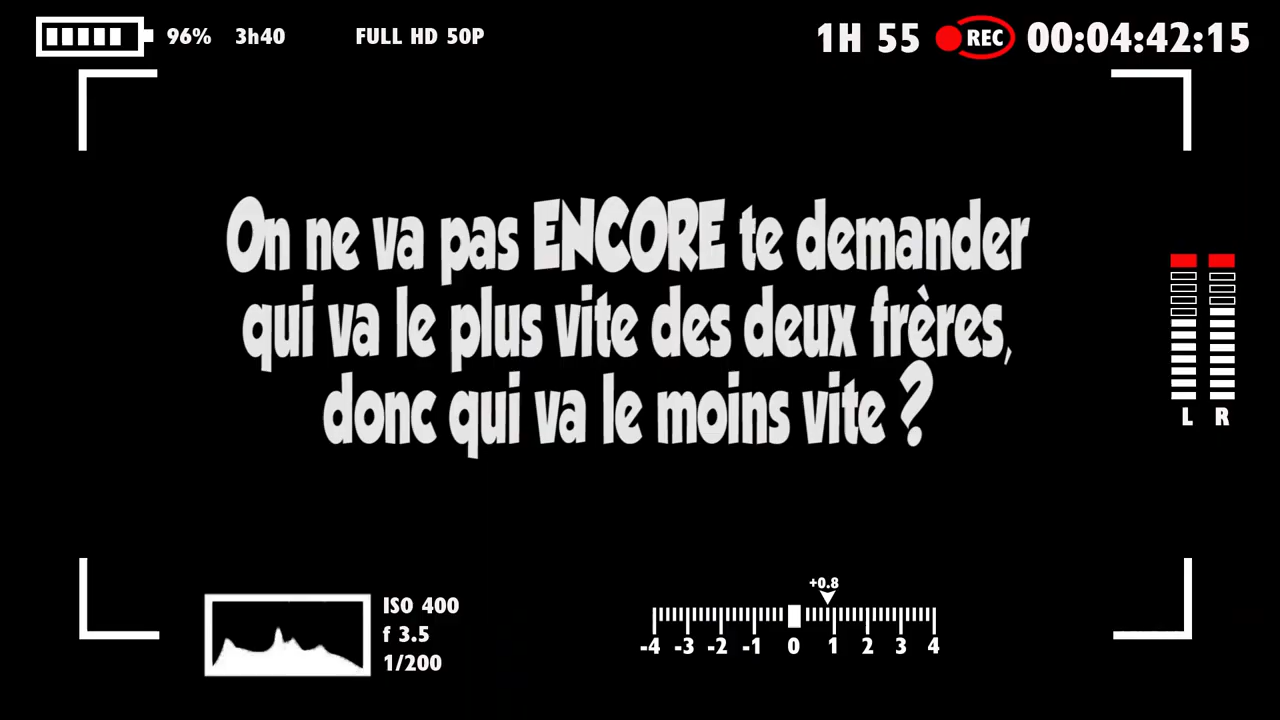 96% 3h40 FULL HD 50P 1H 55 REC 00:04:42:15
On ne va pas ENCORE te demander
qui va le plus vite des deux frères,
donc qui va le moins vite ?
L R
+0.8
ISO 400
f 3.5
1/200
-4 -3 -2 -1 0 1 2 3 4